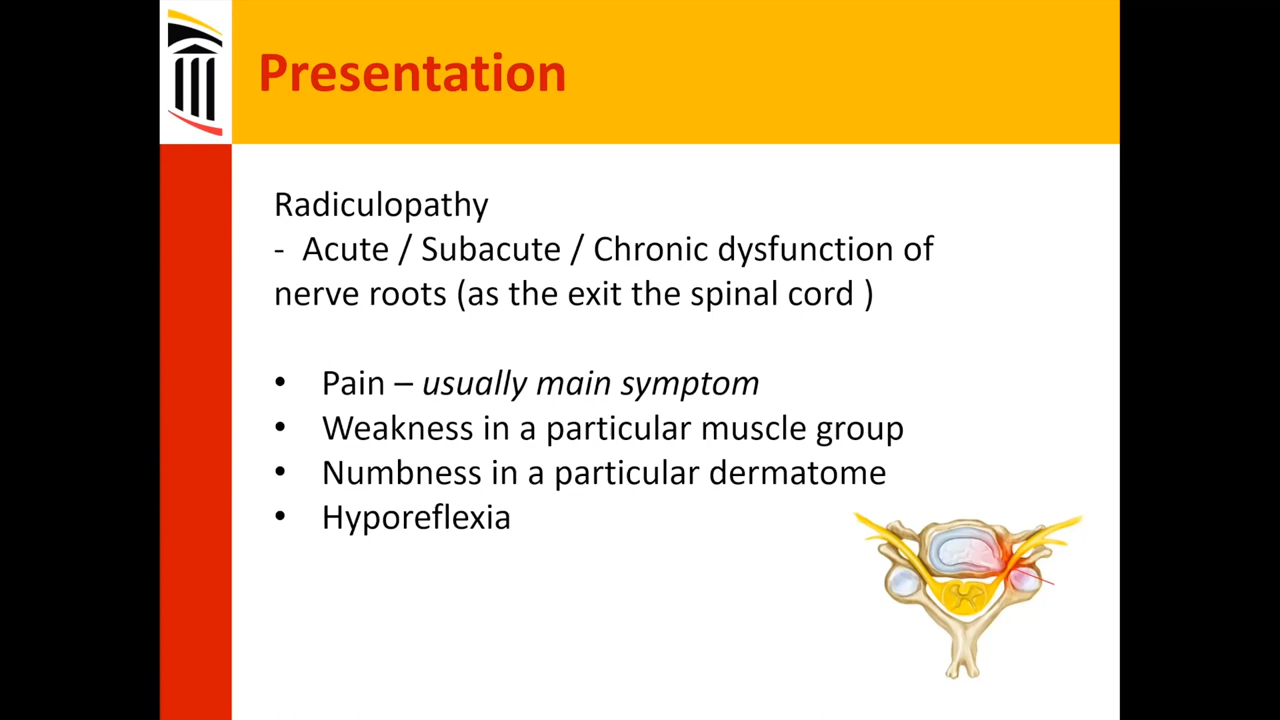 Presentation
Radiculopathy
- Acute / Subacute / Chronic dysfunction of
nerve roots (as the exit the spinal cord )
• Pain – usually main symptom
• Weakness in a particular muscle group
• Numbness in a particular dermatome
• Hyporeflexia